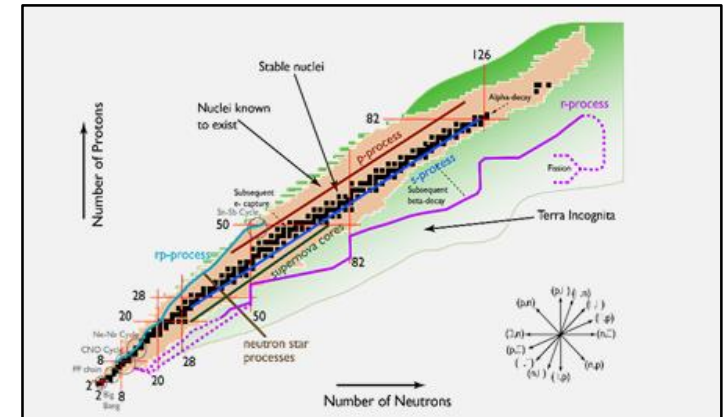 126
Stable nuclei
Alpha-decay
Nuclei known
to exist
82
r-process
p-process
s-process
Number of Protons
Subsequent
e- capture
Subsequent
beta-decay
Fission
Sn-Sb Cycle
50
supernova cores
Terra Incognita
rp-process
82
28
20
50
Ne-Na Cycle
neutron star
processes
CNO Cycle
28
8
PP chain
20
2
2
8
Big
Bang
Number of Neutrons
(p,n)
(n,p)